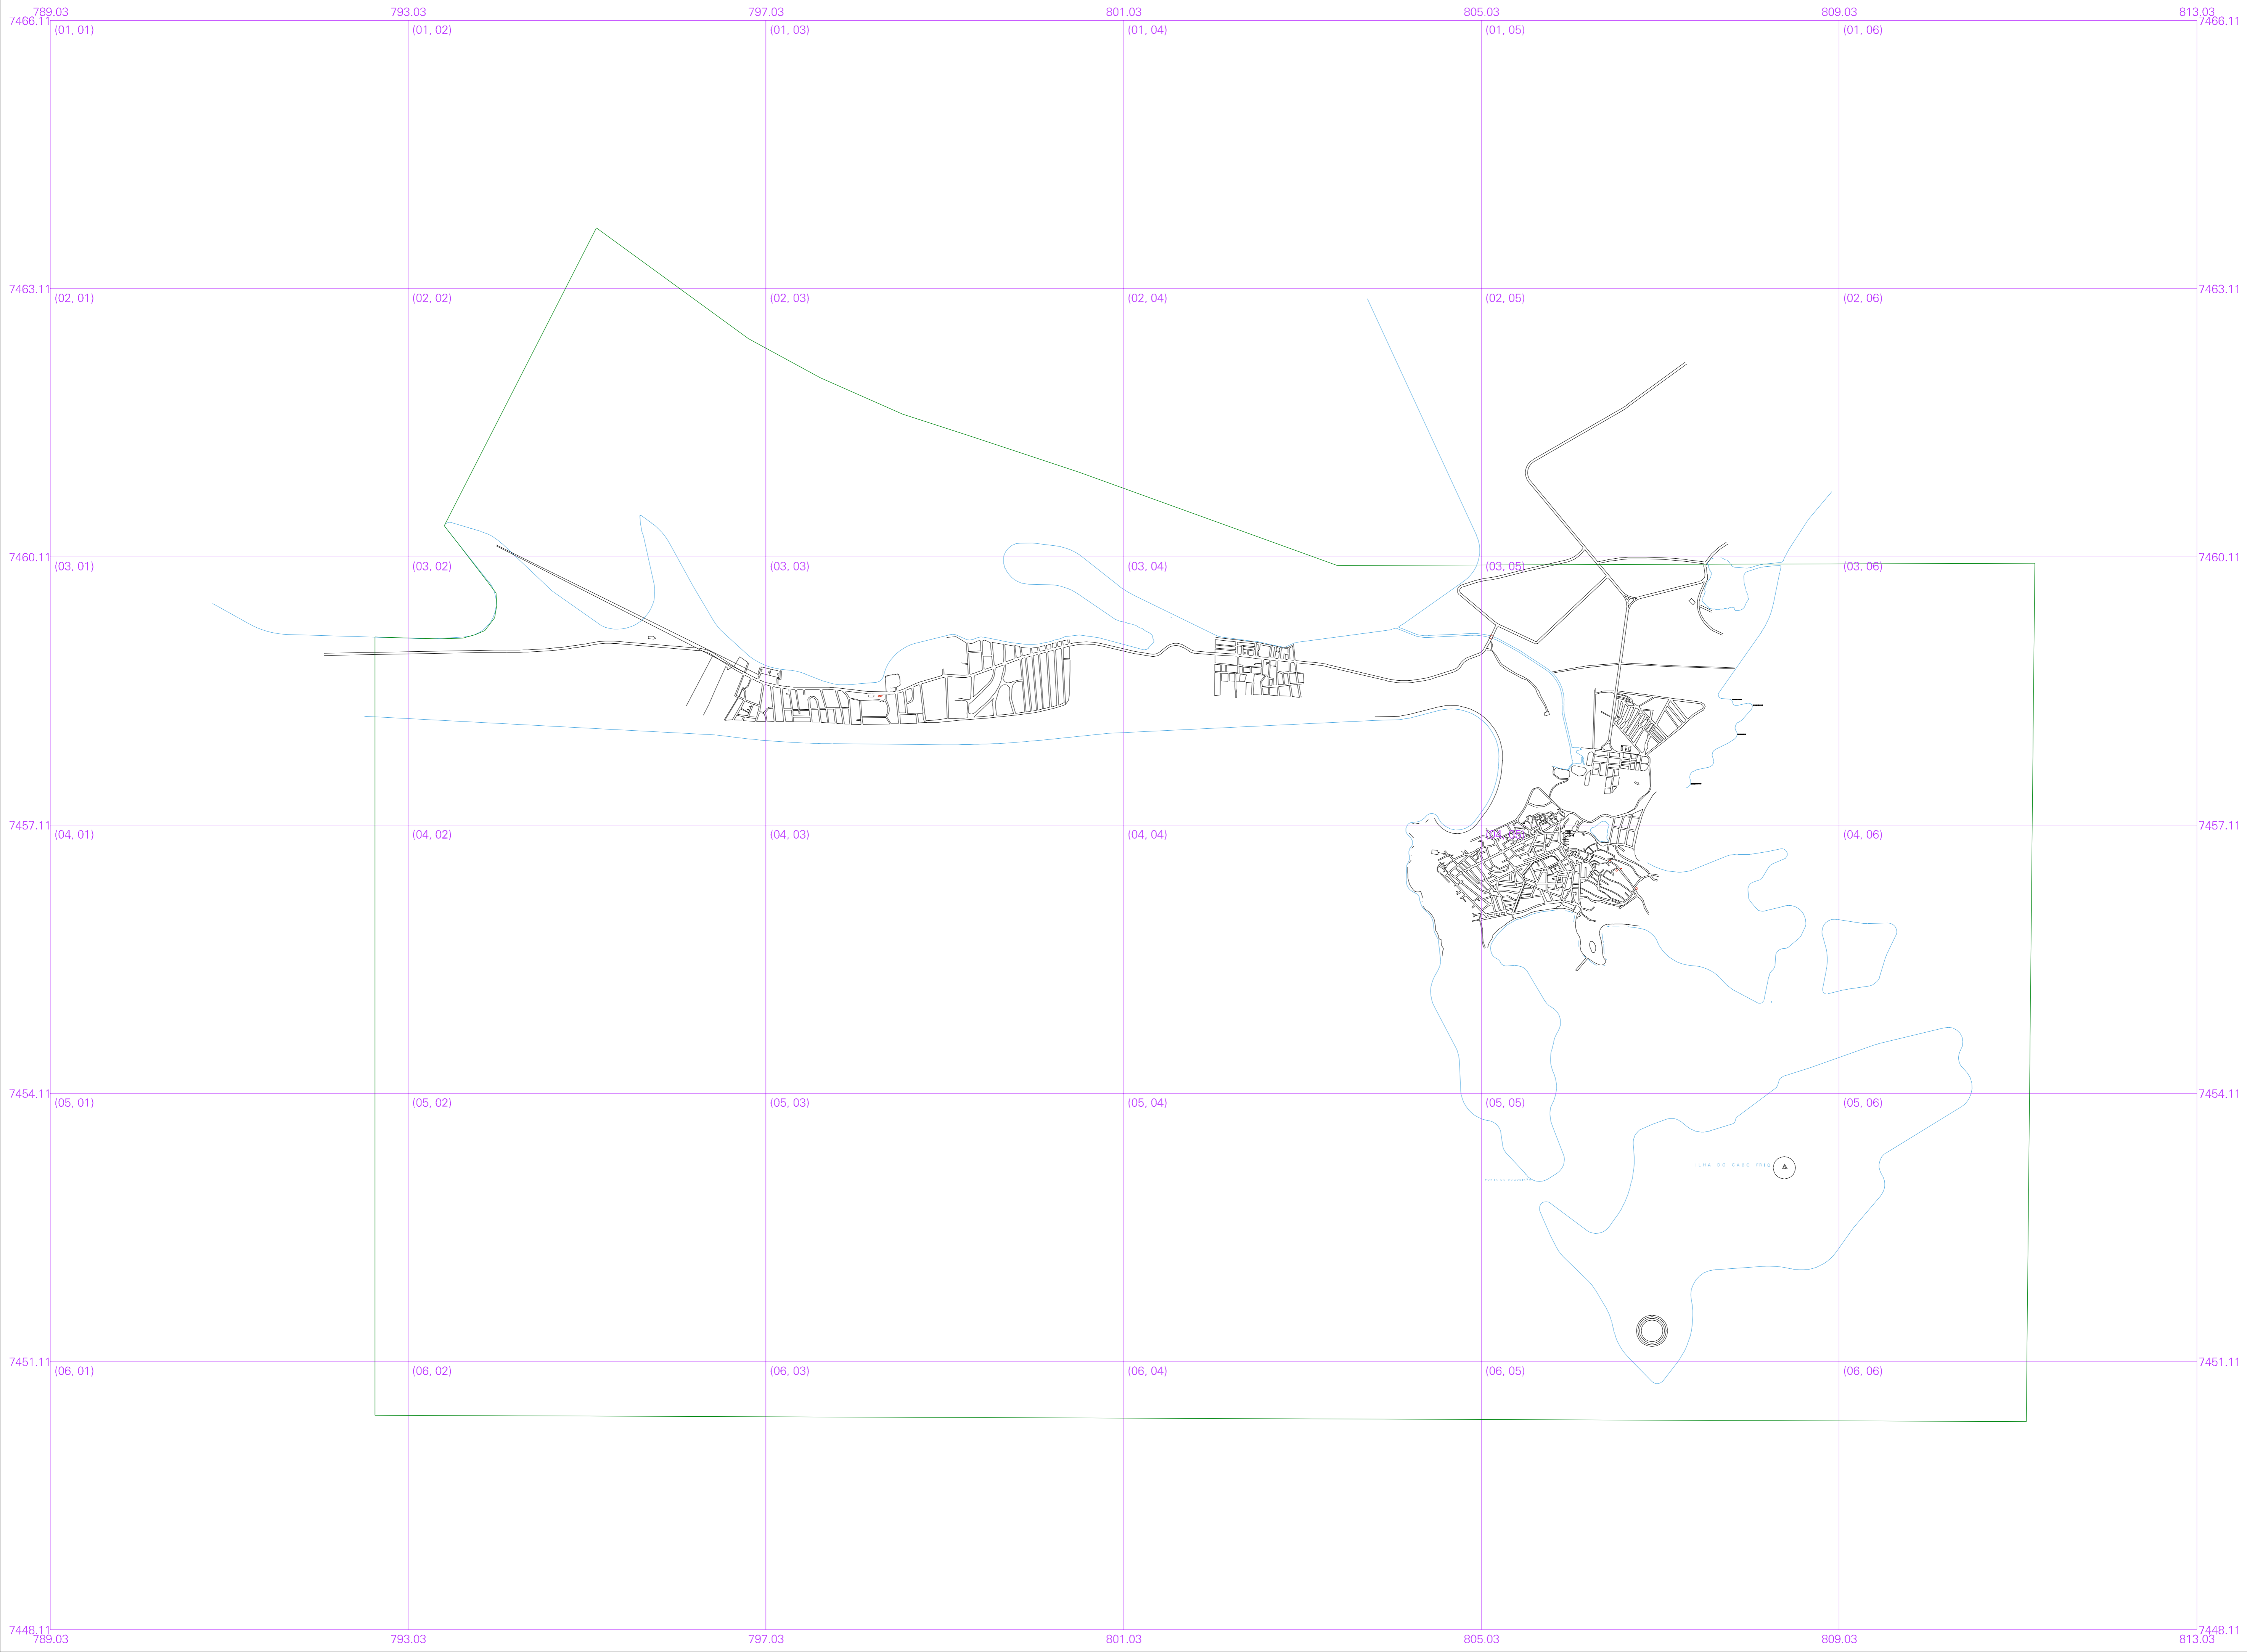 789.03 793.03 797.03 801.03 805.03 809.03 813.03
7466.11 7466.11
(01, 01) (01, 02) (01, 03) (01, 04) (01, 05) (01, 06)
7463.11 7463.11
(02, 01) (02, 02) (02, 03) (02, 04) (02, 05) (02, 06)
7460.11 7460.11
(03, 01) (03, 02) (03, 03) (03, 04) (03, 05) (03, 06)
7457.11 7457.11
(04, 01) (04, 02) (04, 03) (04, 04) (04, 05) (04, 06)
7454.11 7454.11
(05, 01) (05, 02) (05, 03) (05, 04) (05, 05) (05, 06)
DO CABO
7451.11 7451.11
(06, 01) (06, 02) (06, 03) (06, 04) (06, 05) (06, 06)
7448.11 7448.11
789.03 793.03 797.03 801.03 805.03 809.03 813.03